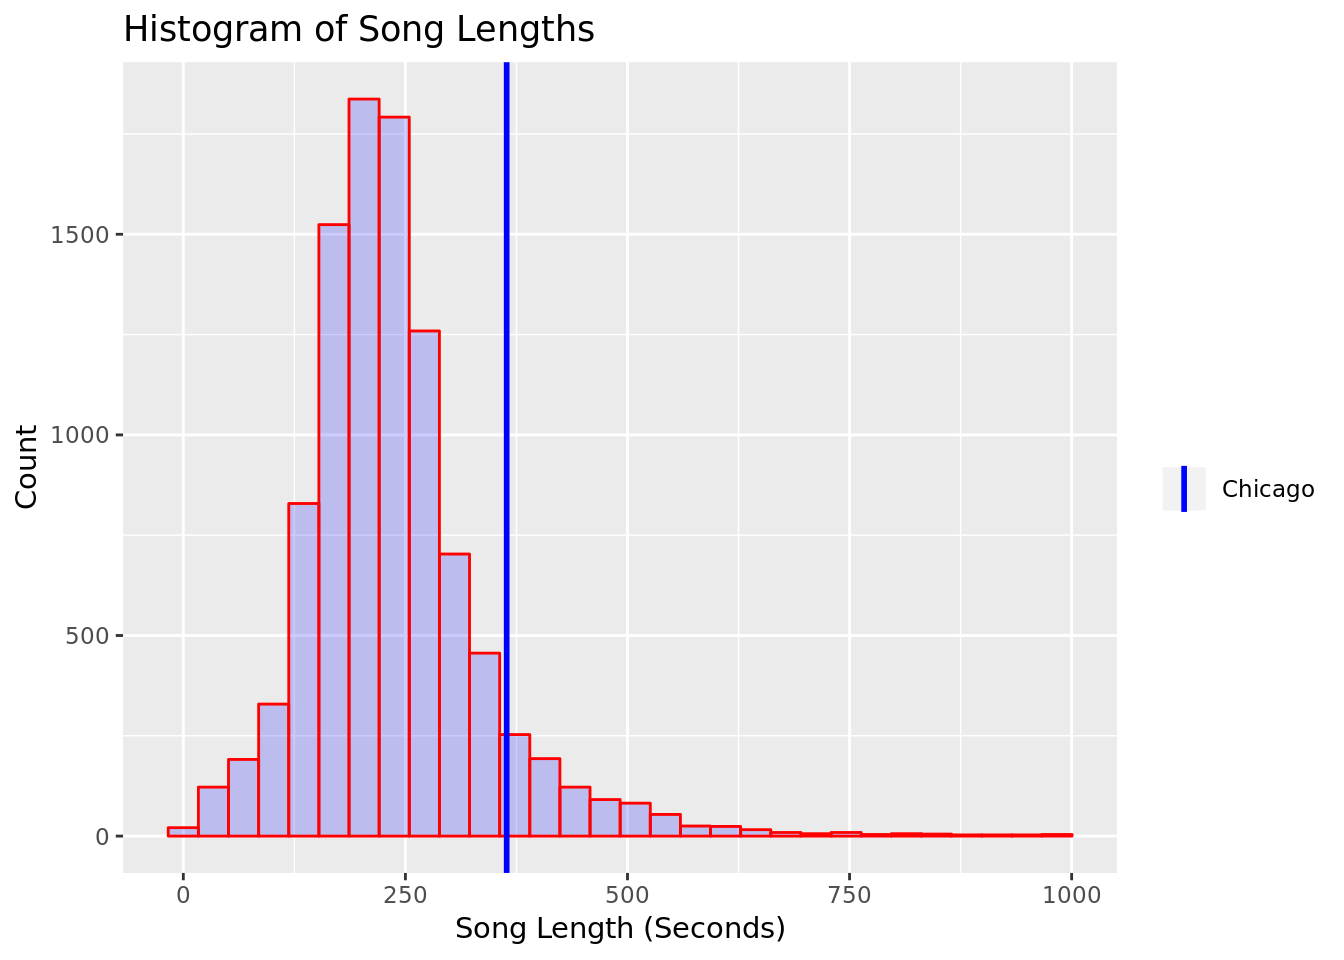 Histogram of Song Lengths
1500
1000
500
0
Count
0 250 500 750 1000
Song Length (Seconds)
Chicago